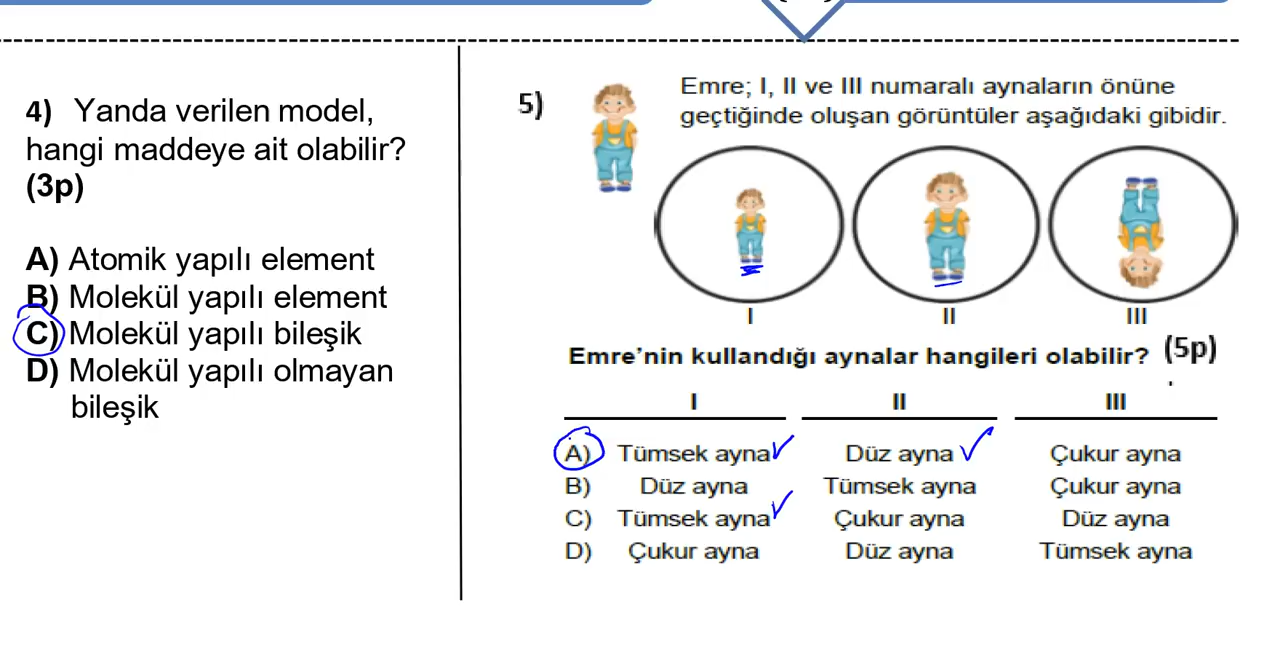 4) Yanda verilen model,
hangi maddeye ait olabilir?
(3p)
A) Atomik yapılı element
B) Molekül yapılı element
C) Molekül yapılı bileşik
D) Molekül yapılı olmayan
bileşik
5)
Emre; I, II ve III numaralı aynaların önüne
geçtiğinde oluşan görüntüler aşağıdaki gibidir.
I II III
Emre'nin kullandığı aynalar hangileri olabilir? (5p)
I II III
A) Tümsek ayna Düz ayna Çukur ayna
B) Düz ayna Tümsek ayna Çukur ayna
C) Tümsek ayna Çukur ayna Düz ayna
D) Çukur ayna Düz ayna Tümsek ayna